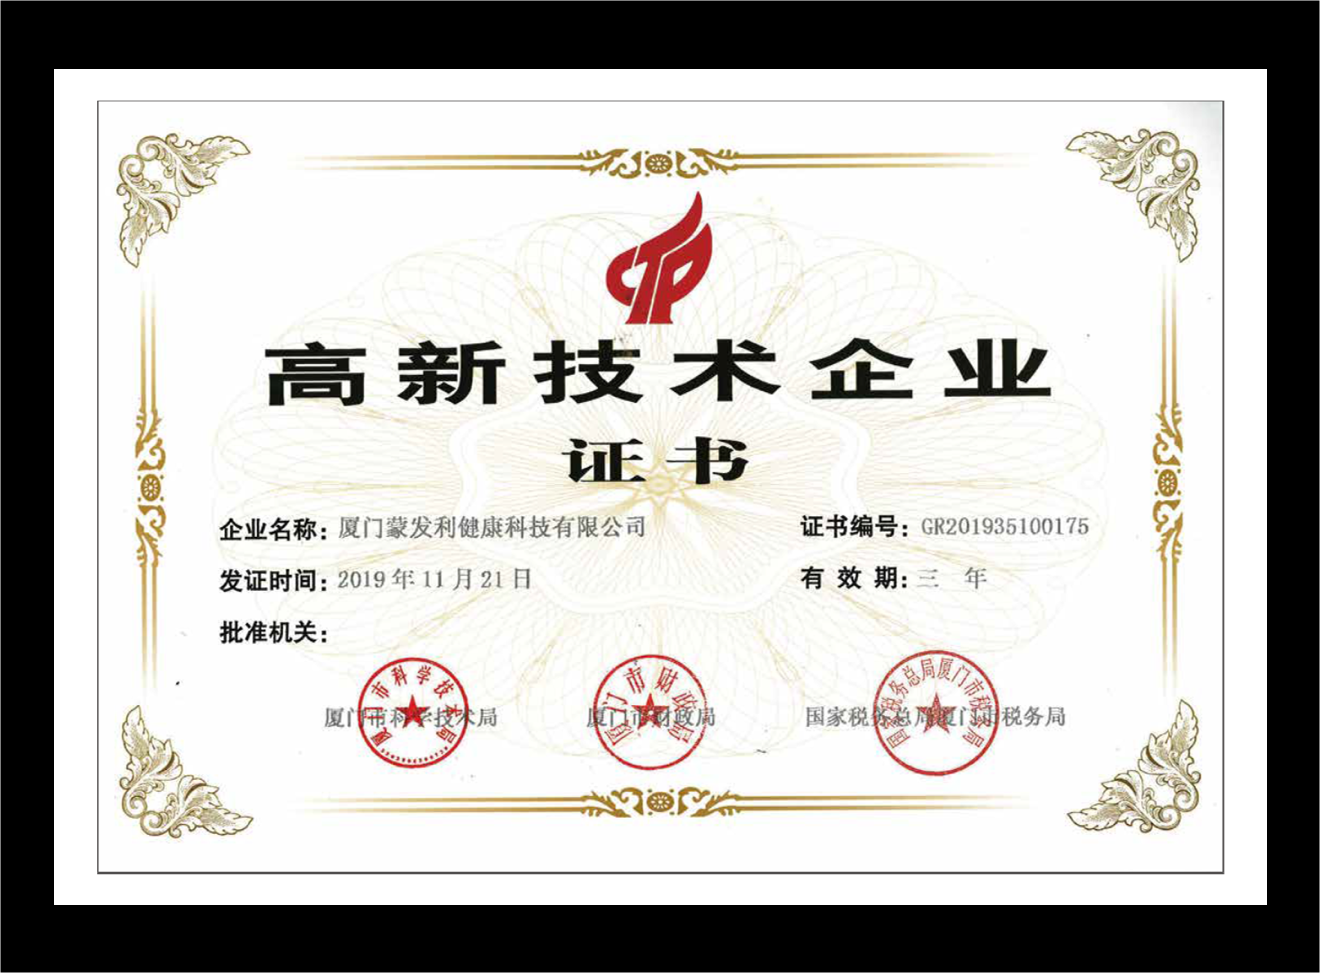 高新技术企业
证书
企业名称：厦门蒙发利健康科技有限公司 证书编号：GR201935100175
发证时间：2019年11月21日 有 效 期：三 年
批准机关：
厦门市科学技术局 厦门市财政局 国家税务总局厦门市税务局
厦门市科学技术局
厦门市财政局
国家税务总局厦门市税务局